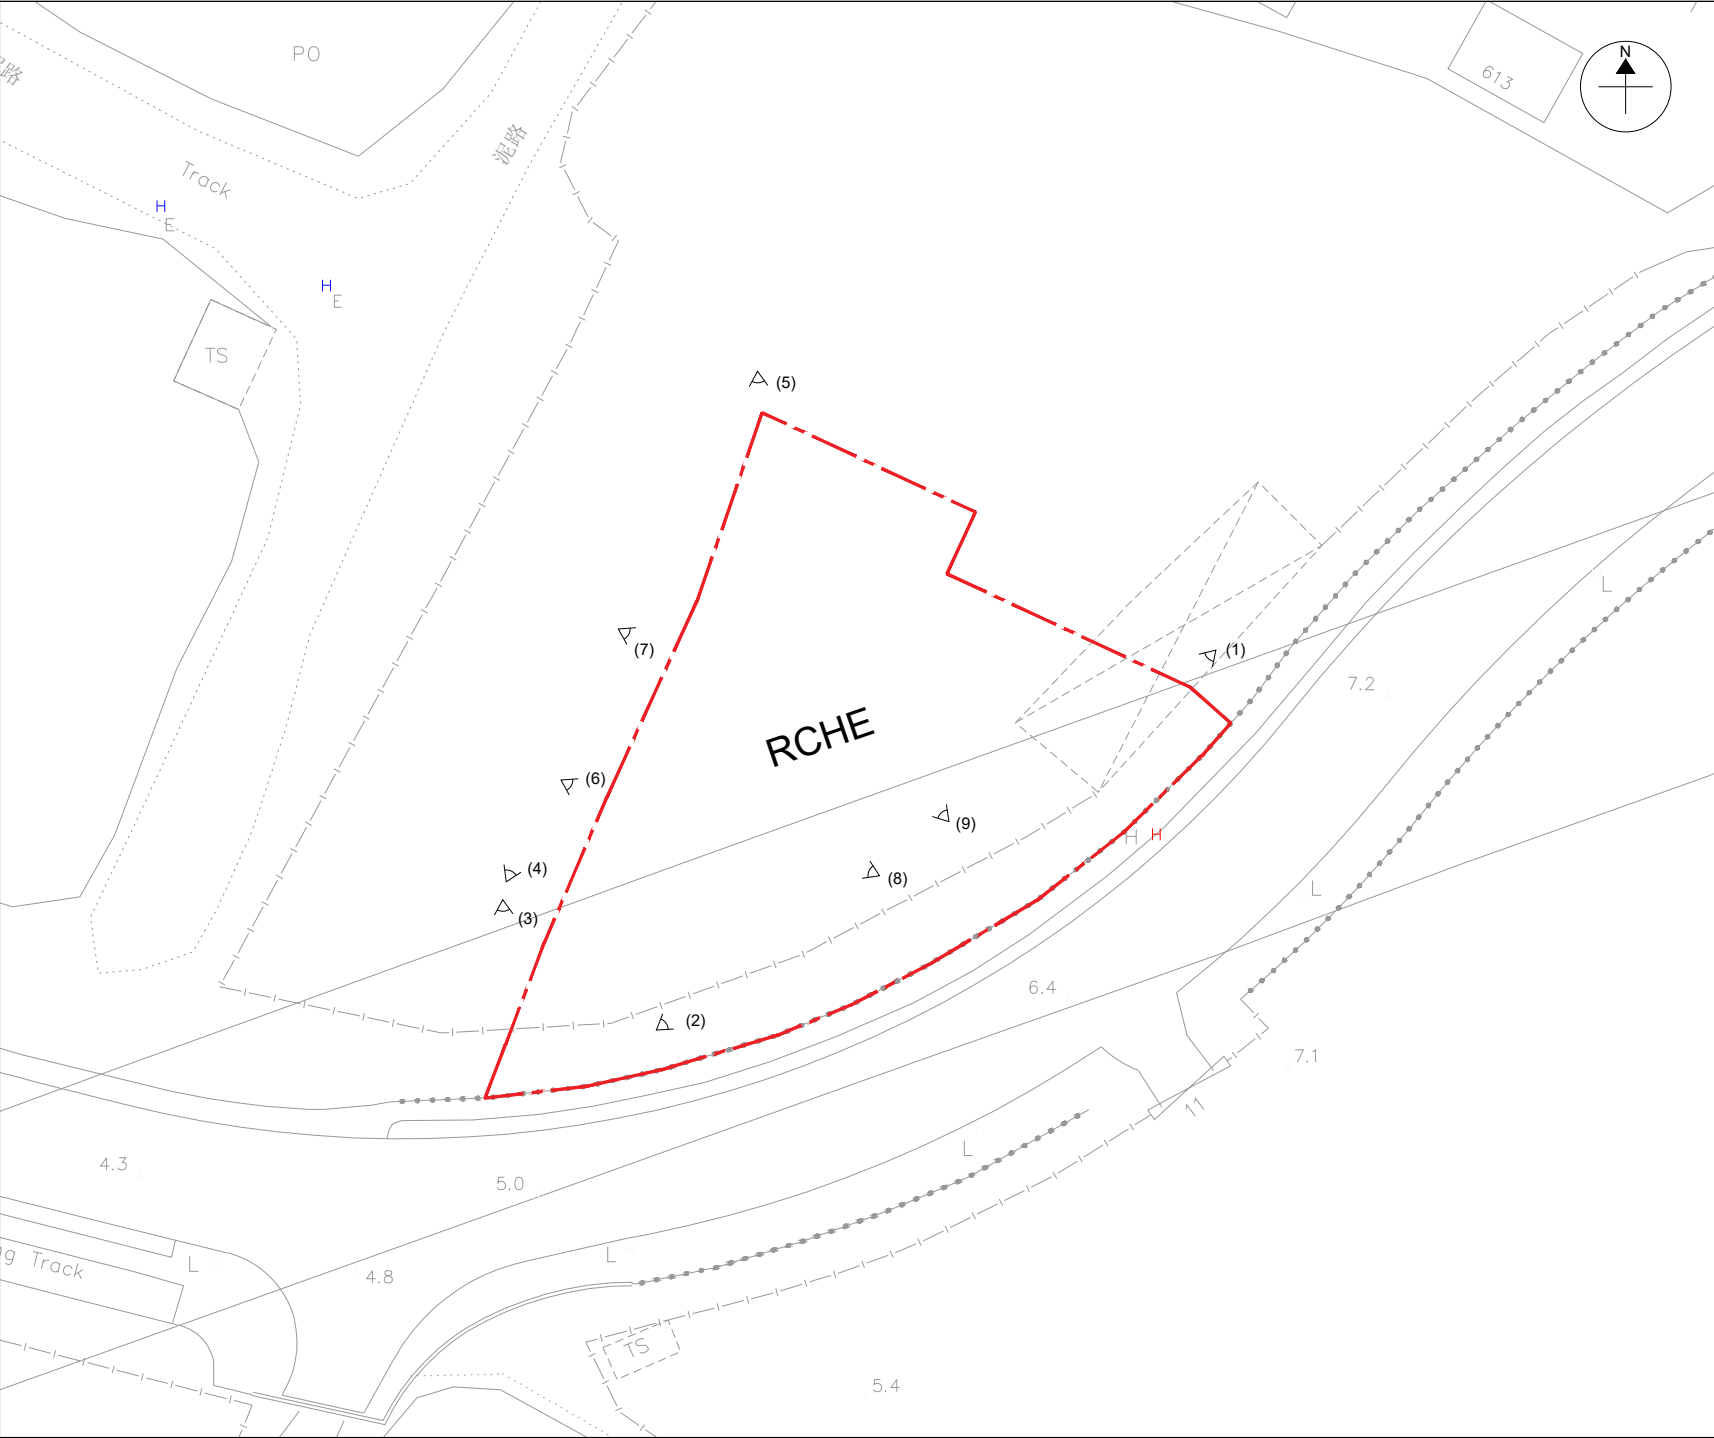 PO
N
613
路
泥路
Track
H
E
H
E
TS
(5)
L
(7)
(1)
7.2
RCHE
(6)
(9)
H H
(4)
(8)
L
(3)
6.4
(2)
7.1
11
L
4.3
5.0
L
g Track
L
4.8
TS
5.4